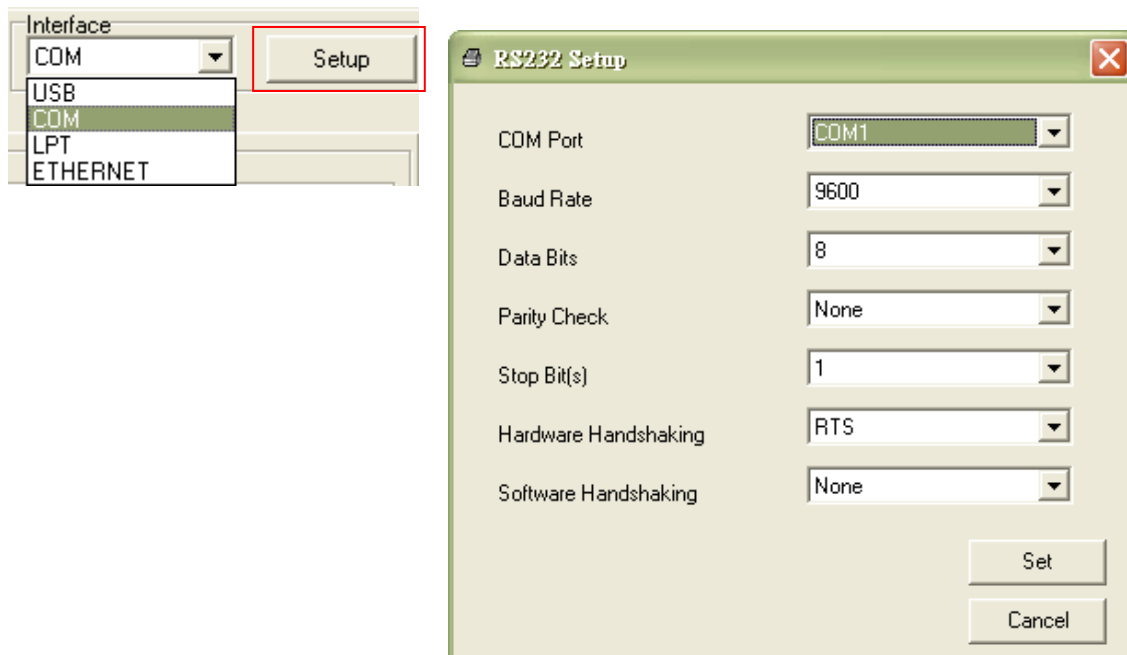 Interface
COM
Setup
USB
COM
LPT
ETHERNET
RS232 Setup
COM Port COM1
Baud Rate 9600
Data Bits 8
Parity Check None
Stop Bit(s) 1
Hardware Handshaking RTS
Software Handshaking None
Set
Cancel